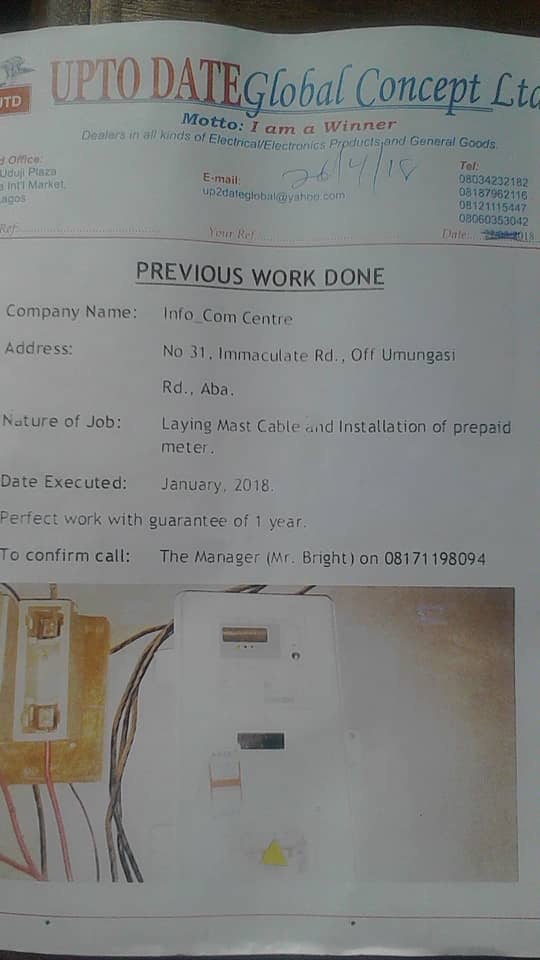 UPTO DATE Global Concept Ltd
UTD
Motto: I am a Winner
Dealers in all kinds of Electrical/Electronics Products and General Goods.
d Office:
Uduji Plaza
a Int'l Market,
agos
E-mail:
up2dateglobal@yahoo.com
26/4/18
Tel:
08034232182
08187962116
08121115447
08060353042
Ref:
Your Ref.
Date 2018
PREVIOUS WORK DONE
Company Name: Info_Com Centre
Address: No 31, Immaculate Rd., Off Umungasi
Rd., Aba.
Nature of Job: Laying Mast Cable and Installation of prepaid
meter.
Date Executed: January, 2018.
Perfect work with guarantee of 1 year.
To confirm call: The Manager (Mr. Bright) on 08171198094